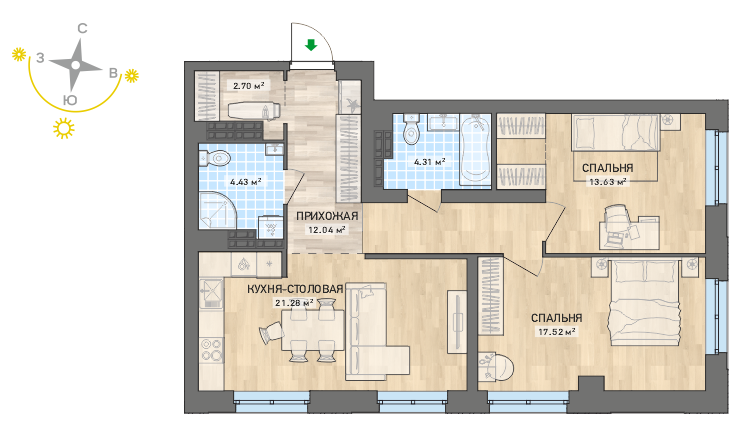 С
З
В
Ю
2.70 м²
4.43 м²
4.31 м²
СПАЛЬНЯ
13.63 м²
ПРИХОЖАЯ
12.04 м²
КУХНЯ-СТОЛОВАЯ
21.28 м²
СПАЛЬНЯ
17.52 м²